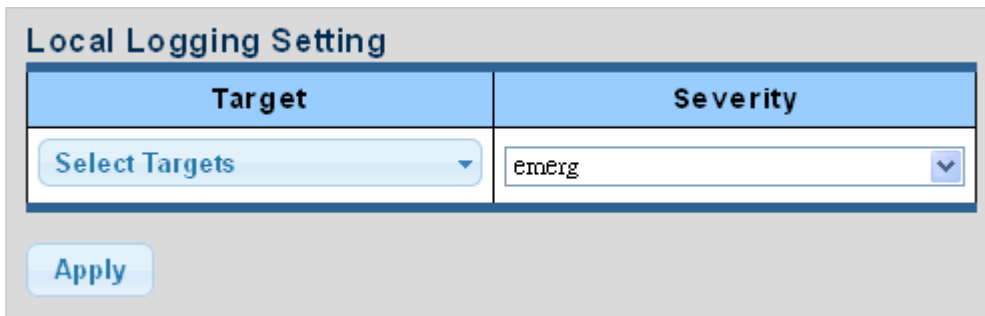 Local Logging Setting
Target Severity
Select Targets emerg
Apply